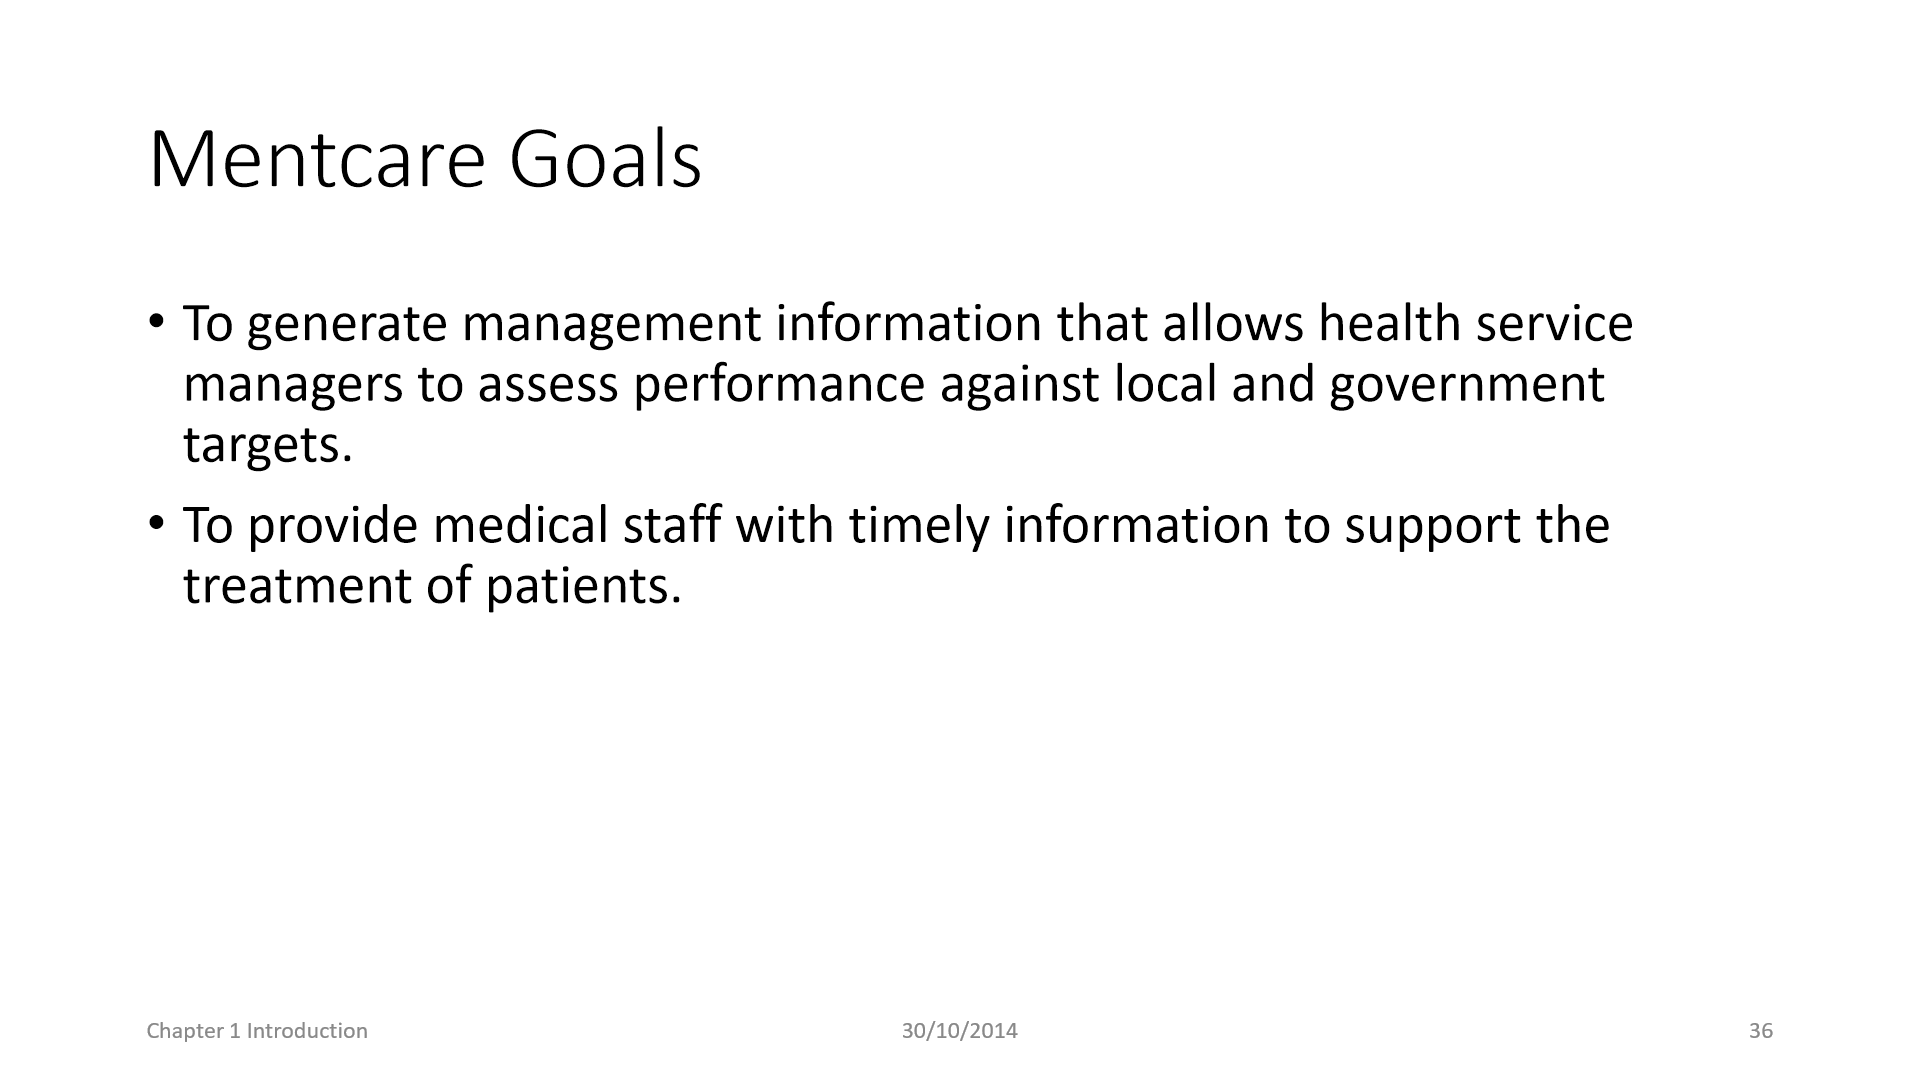 Mentcare Goals
• To generate management information that allows health service
managers to assess performance against local and government
targets.
• To provide medical staff with timely information to support the
treatment of patients.
Chapter 1 Introduction
30/10/2014
36